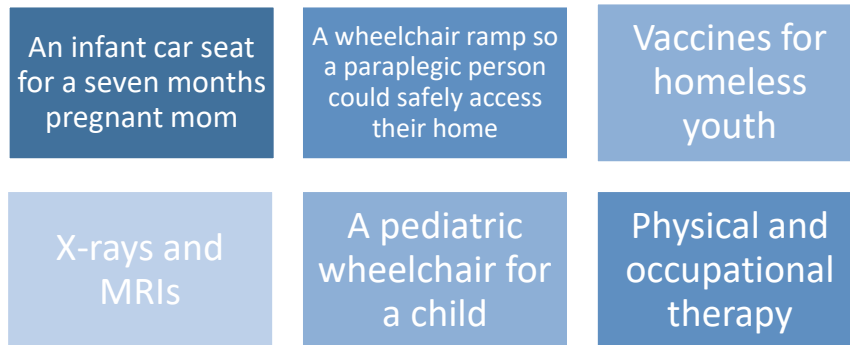 An infant car seat
for a seven months
pregnant mom
A wheelchair ramp so
a paraplegic person
could safely access
their home
Vaccines for
homeless
youth
X-rays and
MRIs
A pediatric
wheelchair for
a child
Physical and
occupational
therapy